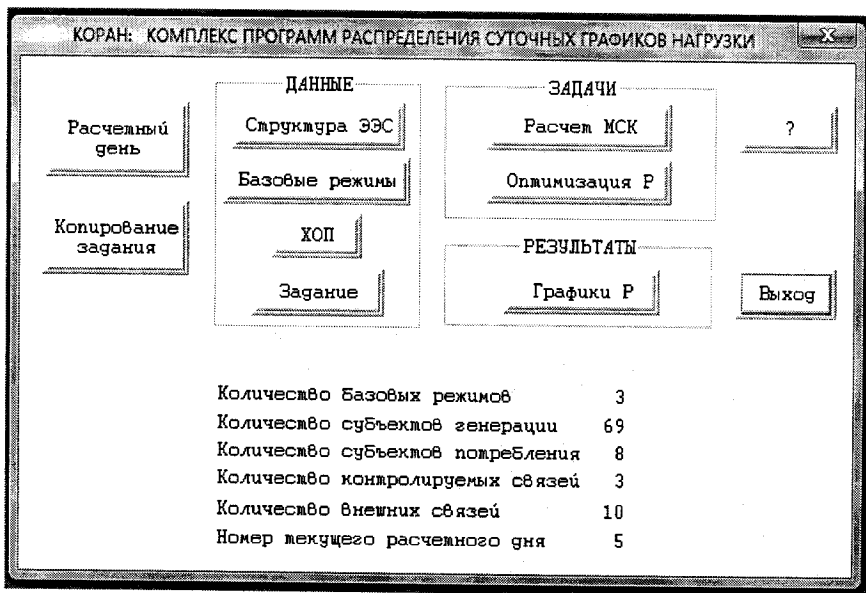 КОРАН: КОМПЛЕКС ПРОГРАММ РАСПРЕДЕЛЕНИЯ СУТОЧНЫХ ГРАФИКОВ НАГРУЗКИ
X
Расчетный
день
Копирование
задания
ДАННЫЕ
Структура ЭЭС
Базовые режимы
ХОП
Задание
ЗАДАЧИ
Расчет МСК
Оптимизация Р
РЕЗУЛЬТАТЫ
Графики Р
?
Выход
Количество базовых режимов 3
Количество субъектов генерации 69
Количество субъектов потребления 8
Количество контролируемых связей 3
Количество внешних связей 10
Номер текущего расчетного дня 5